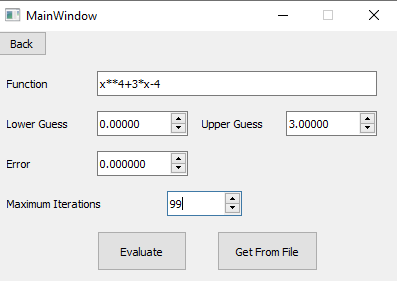 MainWindow
Back
Function x**4+3*x-4
Lower Guess 0.00000 Upper Guess 3.00000
Error 0.000000
Maximum Iterations 99
Evaluate Get From File